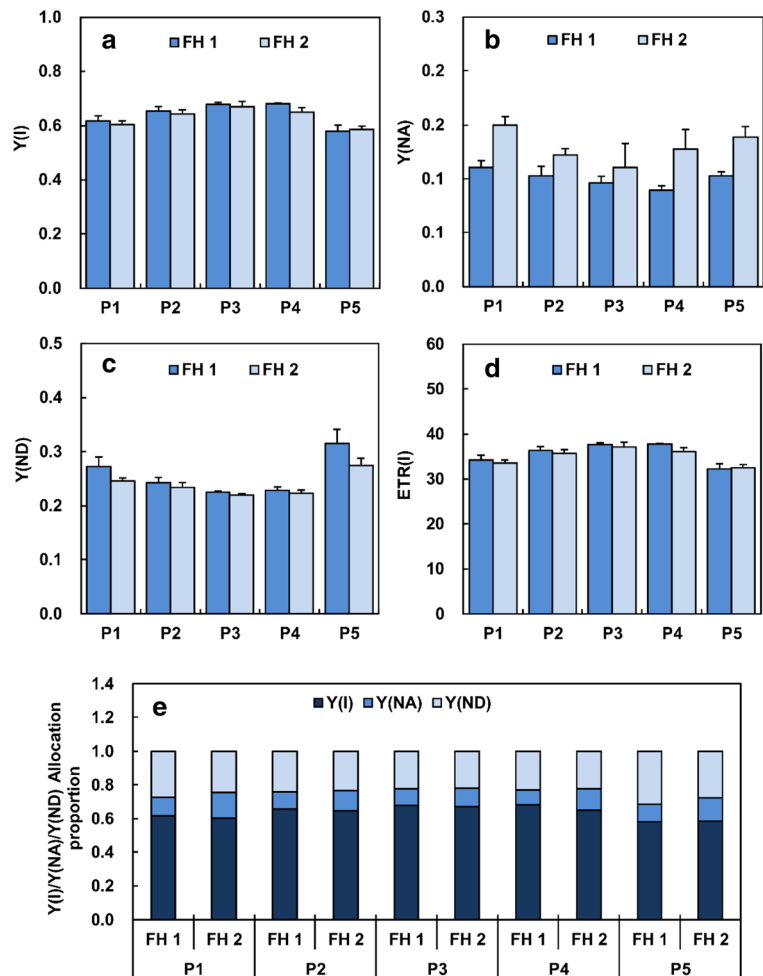 a
FH 1 FH 2
Y(I)
1.0
0.8
0.6
0.4
0.2
0.0
P1 P2 P3 P4 P5
b
FH 1 FH 2
Y(NA)
0.3
0.2
0.2
0.1
0.1
0.0
P1 P2 P3 P4 P5
c
FH 1 FH 2
Y(ND)
0.5
0.4
0.3
0.2
0.1
0.0
P1 P2 P3 P4 P5
d
FH 1 FH 2
ETR(I)
60
50
40
30
20
10
0
P1 P2 P3 P4 P5
e
Y(I) Y(NA) Y(ND)
Y(I)/Y(NA)/Y(ND) Allocation
proportion
1.4
1.2
1.0
0.8
0.6
0.4
0.2
0.0
FH 1 FH 2 FH 1 FH 2 FH 1 FH 2 FH 1 FH 2 FH 1 FH 2
P1 P2 P3 P4 P5